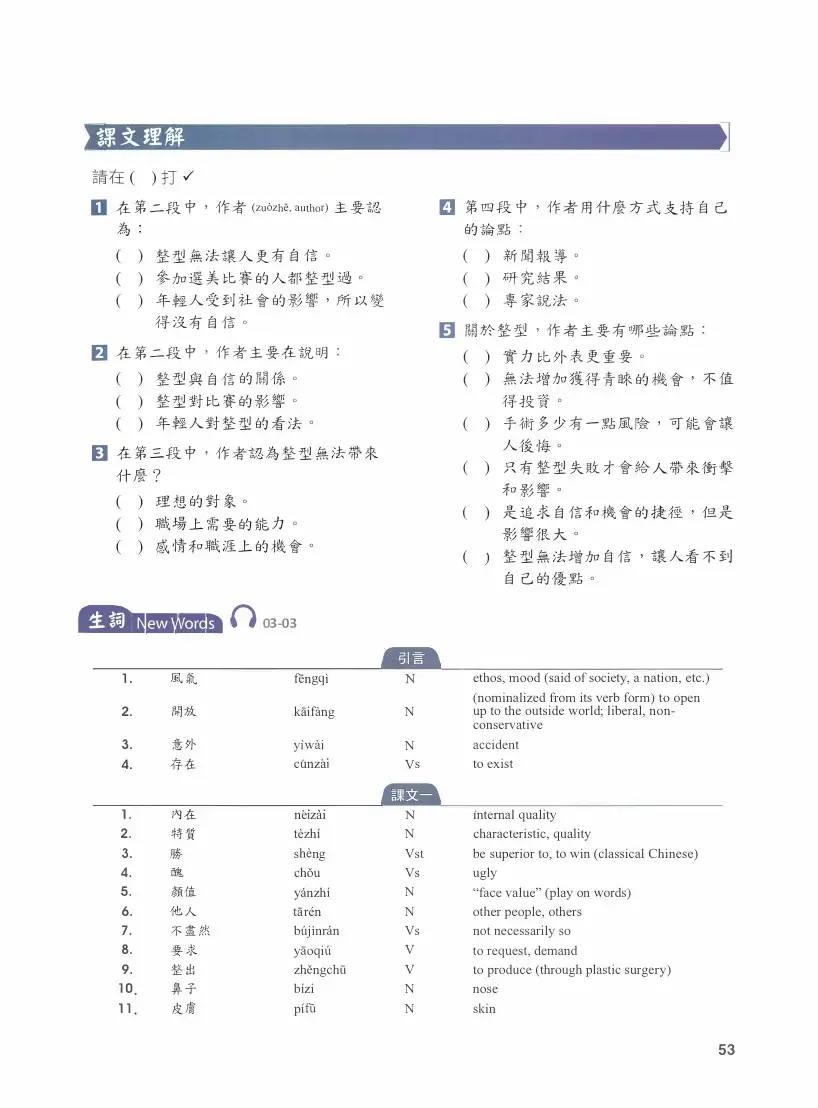 課文理解
請在 (   ) 打 ✓
1 在第二段中，作者 (zuòzhě, author) 主要認
為：
(   ) 整型無法讓人更有自信。
(   ) 參加選美比賽的人都整型過。
(   ) 年輕人受到社會的影響，所以變
得沒有自信。
2 在第二段中，作者主要在說明：
(   ) 整型與自信的關係。
(   ) 整型對比賽的影響。
(   ) 年輕人對整型的看法。
3 在第三段中，作者認為整型無法帶來
什麼？
(   ) 理想的對象。
(   ) 職場上需要的能力。
(   ) 感情和職涯上的機會。
4 第四段中，作者用什麼方式支持自己
的論點：
(   ) 新聞報導。
(   ) 研究結果。
(   ) 專家說法。
5 關於整型，作者主要有哪些論點：
(   ) 實力比外表更重要。
(   ) 無法增加獲得青睞的機會，不值
得投資。
(   ) 手術多少有一點風險，可能會讓
人後悔。
(   ) 只有整型失敗才會給人帶來衝擊
和影響。
(   ) 是追求自信和機會的捷徑，但是
影響很大。
(   ) 整型無法增加自信，讓人看不到
自己的優點。
生詞 New Words 03-03
引言
1. 風氣 fēngqì N ethos, mood (said of society, a nation, etc.)
2. 開放 kāifàng N (nominalized from its verb form) to open
up to the outside world; liberal, non-
conservative
3. 意外 yìwài N accident
4. 存在 cúnzài Vs to exist
課文一
1. 內在 nèizài N internal quality
2. 特質 tèzhí N characteristic, quality
3. 勝 shèng Vst be superior to, to win (classical Chinese)
4. 醜 chǒu Vs ugly
5. 顏值 yánzhí N “face value” (play on words)
6. 他人 tārén N other people, others
7. 不盡然 bújìnrán Vs not necessarily so
8. 要求 yāoqiú V to request, demand
9. 整出 zhěngchū V to produce (through plastic surgery)
10. 鼻子 bízi N nose
11. 皮膚 pífū N skin
53